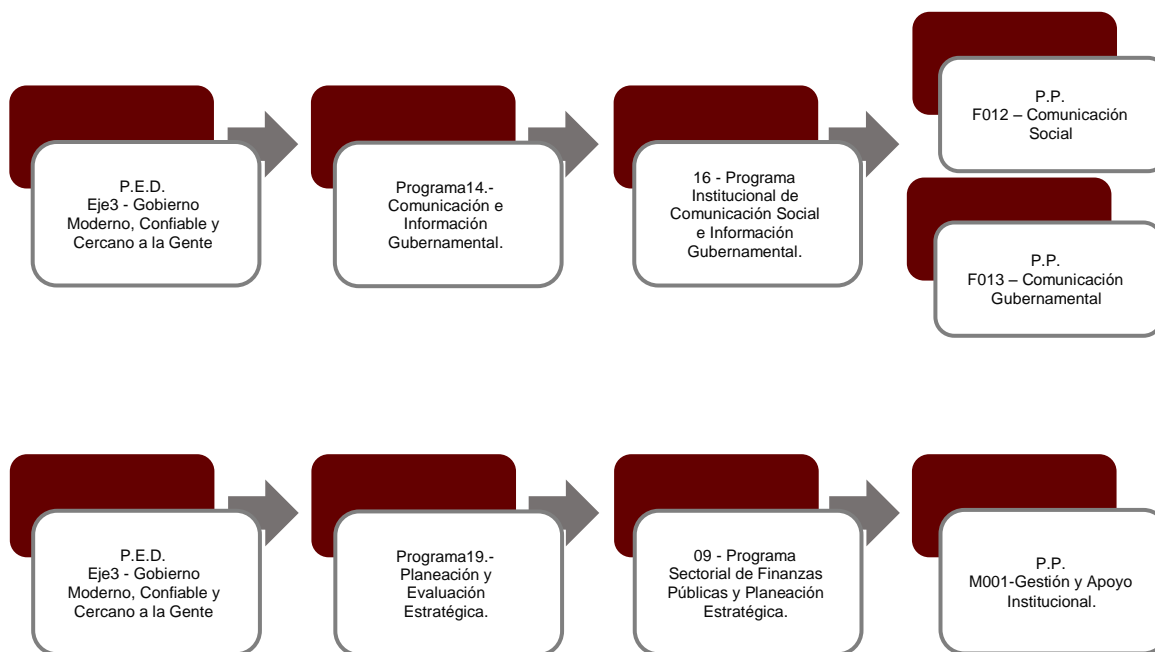 P.E.D.
Eje3 - Gobierno
Moderno, Confiable y
Cercano a la Gente
Programa14.-
Comunicación e
Información
Gubernamental.
16 - Programa
Institucional de
Comunicación Social
e Información
Gubernamental.
P.P.
F012 – Comunicación
Social
P.P.
F013 – Comunicación
Gubernamental
P.E.D.
Eje3 - Gobierno
Moderno, Confiable y
Cercano a la Gente
Programa19.-
Planeación y
Evaluación
Estratégica.
09 - Programa
Sectorial de Finanzas
Públicas y Planeación
Estratégica.
P.P.
M001-Gestión y Apoyo
Institucional.